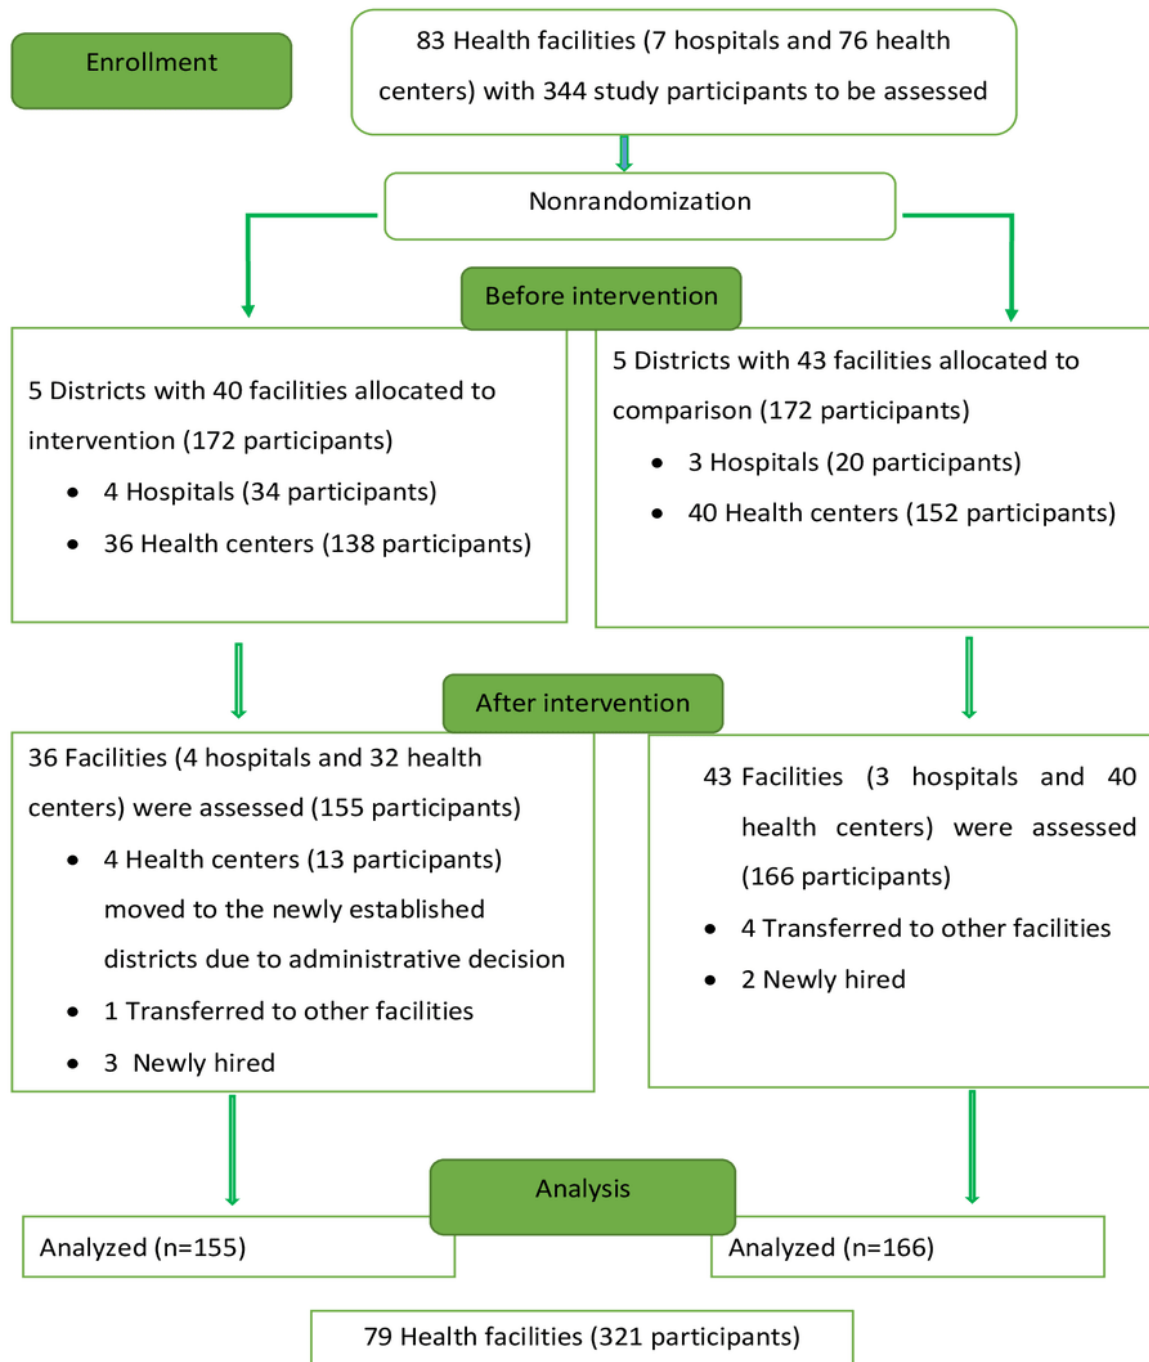 Enrollment
83 Health facilities (7 hospitals and 76 health
centers) with 344 study participants to be assessed
Nonrandomization
Before intervention
5 Districts with 40 facilities allocated to
intervention (172 participants)
• 4 Hospitals (34 participants)
• 36 Health centers (138 participants)
5 Districts with 43 facilities allocated to
comparison (172 participants)
• 3 Hospitals (20 participants)
• 40 Health centers (152 participants)
After intervention
36 Facilities (4 hospitals and 32 health
centers) were assessed (155 participants)
• 4 Health centers (13 participants)
moved to the newly established
districts due to administrative decision
• 1 Transferred to other facilities
• 3 Newly hired
43 Facilities (3 hospitals and 40
health centers) were assessed
(166 participants)
• 4 Transferred to other facilities
• 2 Newly hired
Analysis
Analyzed (n=155)
Analyzed (n=166)
79 Health facilities (321 participants)